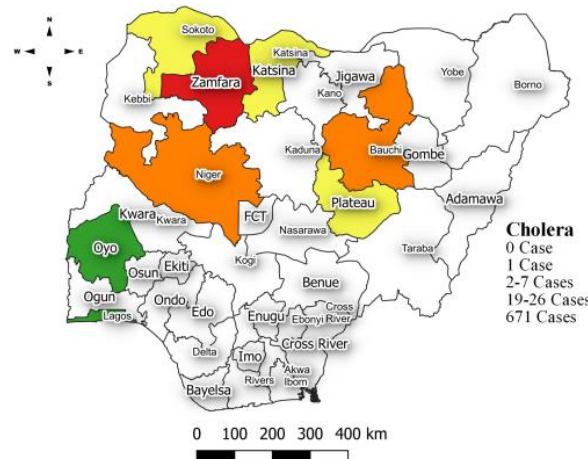 N
W E
S
Sokoto
Katsina
Zamfara
Katsina
Jigawa
Yobe
Borno
Kano
Kebbi
Kaduna
Bauchi
Gombe
Niger
Adamawa
Plateau
Kwara
Kwara
FCT
Nasarawa
Taraba
Oyo
Kogi
Osun
Ekiti
Benue
Ogun
Ondo
Edo
Enugu
Ebonyi
Cross
River
Lagos
Cross River
Delta
Imo
Akwa
Ibom
Bayelsa
Rivers
Cholera
0 Case
1 Case
2-7 Cases
19-26 Cases
671 Cases
0 100 200 300 400 km